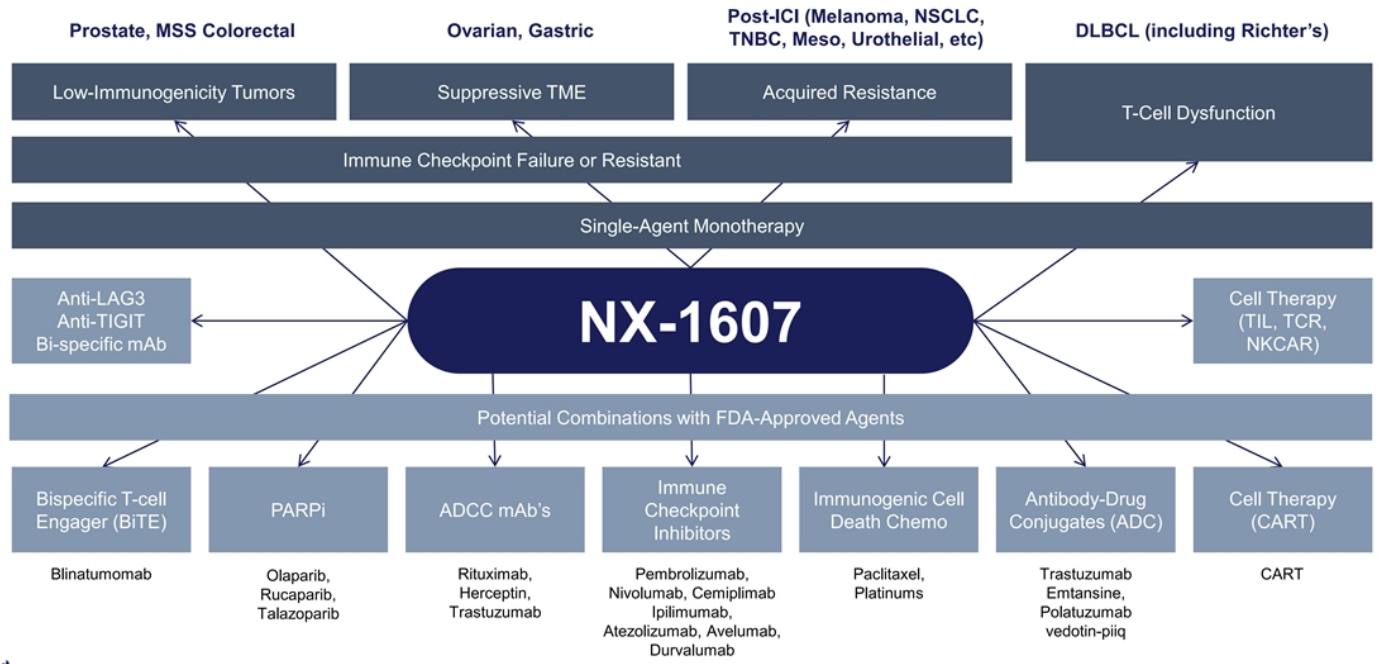 Prostate, MSS Colorectal
Ovarian, Gastric
Post-ICI (Melanoma, NSCLC,
TNBC, Meso, Urothelial, etc)
DLBCL (including Richter's)
Low-Immunogenicity Tumors
Suppressive TME
Acquired Resistance
T-Cell Dysfunction
Immune Checkpoint Failure or Resistant
Single-Agent Monotherapy
Anti-LAG3
Anti-TIGIT
Bi-specific mAb
NX-1607
Cell Therapy
(TIL, TCR,
NKCAR)
Potential Combinations with FDA-Approved Agents
Bispecific T-cell
Engager (BiTE)
PARPi
ADCC mAb's
Immune
Checkpoint
Inhibitors
Immunogenic Cell
Death Chemo
Antibody-Drug
Conjugates (ADC)
Cell Therapy
(CART)
Blinatumomab
Olaparib,
Rucaparib,
Talazoparib
Rituximab,
Herceptin,
Trastuzumab
Pembrolizumab,
Nivolumab, Cemiplimab
Ipilimumab,
Atezolizumab, Avelumab,
Durvalumab
Paclitaxel,
Platinums
Trastuzumab
Emtansine,
Polatuzumab
vedotin-piiq
CART